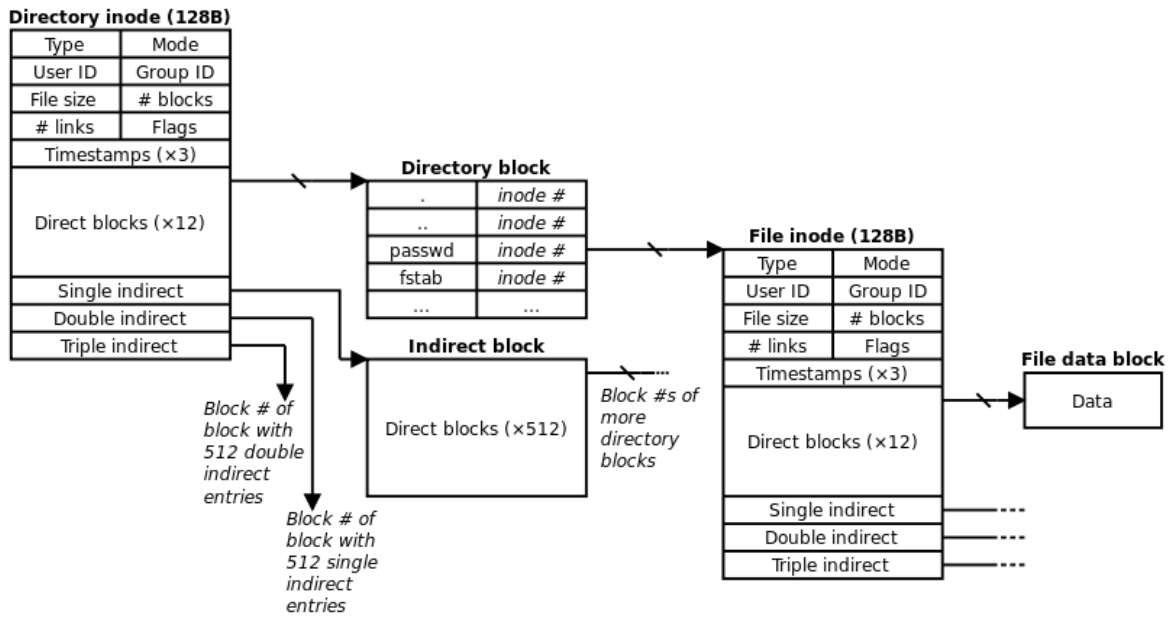 Directory inode (128B)
Type Mode
User ID Group ID
File size # blocks
# links Flags
Timestamps (×3)
Direct blocks (×12)
Single indirect
Double indirect
Triple indirect
Block # of
block with
512 double
indirect
entries
Block # of
block with
512 single
indirect
entries
Directory block
. inode #
.. inode #
passwd inode #
fstab inode #
... ...
Indirect block
Direct blocks (×512)
Block #s of
more
directory
blocks
File inode (128B)
Type Mode
User ID Group ID
File size # blocks
# links Flags
Timestamps (×3)
Direct blocks (×12)
Single indirect
Double indirect
Triple indirect
File data block
Data